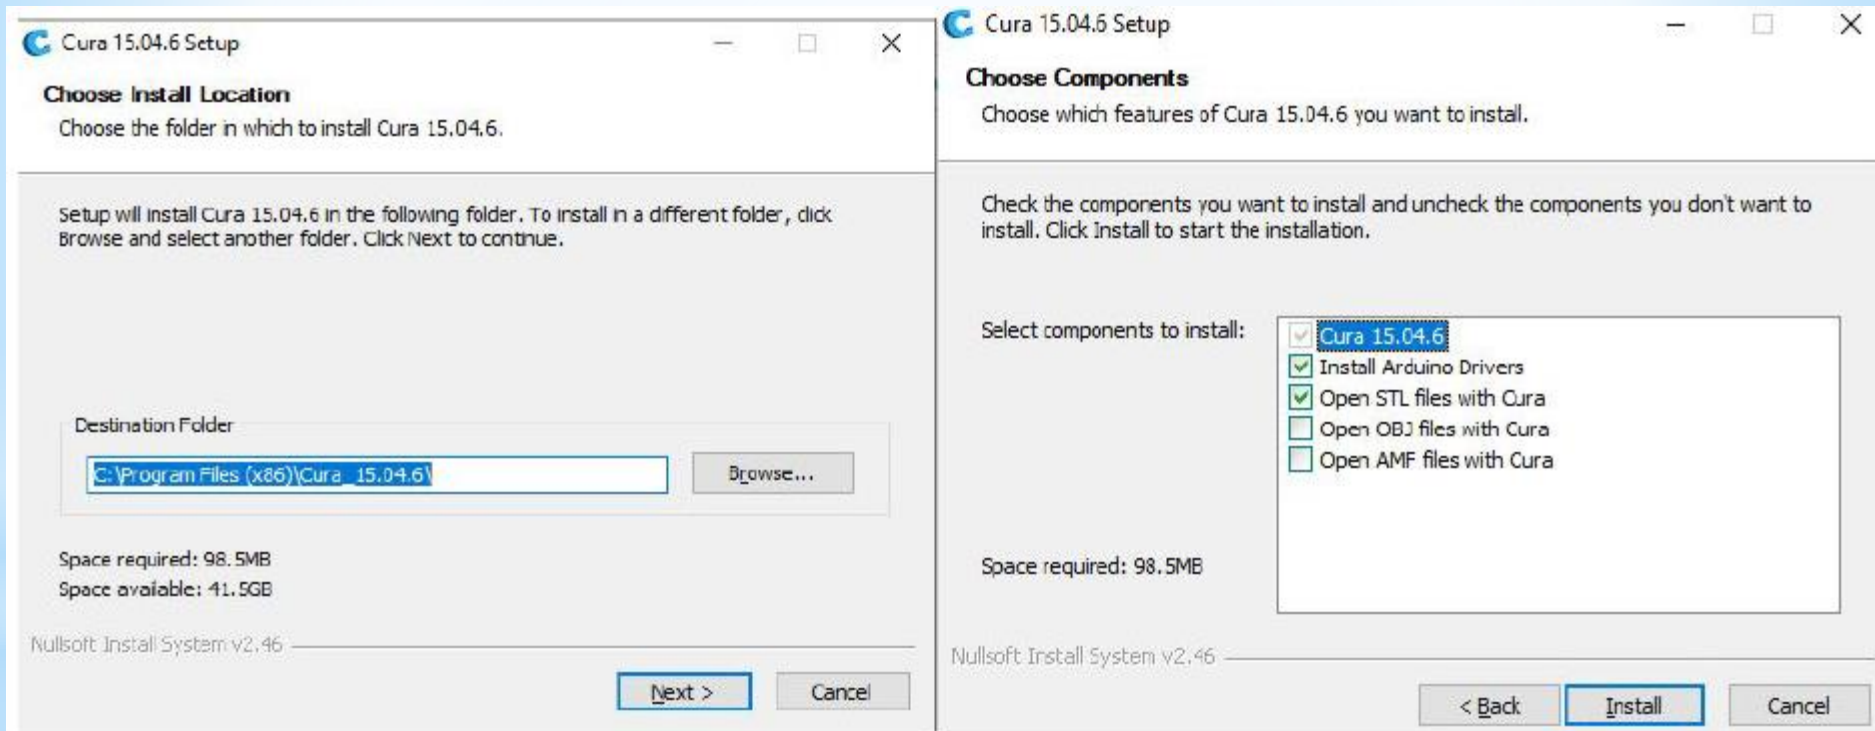 Cura 15.04.6 Setup
Choose Install Location
Choose the folder in which to install Cura 15.04.6.
Setup will install Cura 15.04.6 in the following folder. To install in a different folder, click
Browse and select another folder. Click Next to continue.
Destination Folder
C:\Program Files (x86)\Cura_15.04.6\
Browse...
Space required: 98.5MB
Space available: 41.5GB
Nullsoft Install System v2.46
Next >
Cancel
Cura 15.04.6 Setup
Choose Components
Choose which features of Cura 15.04.6 you want to install.
Check the components you want to install and uncheck the components you don't want to
install. Click Install to start the installation.
Select components to install:
Cura 15.04.6
Install Arduino Drivers
Open STL files with Cura
Open OBJ files with Cura
Open AMF files with Cura
Space required: 98.5MB
Nullsoft Install System v2.46
< Back
Install
Cancel